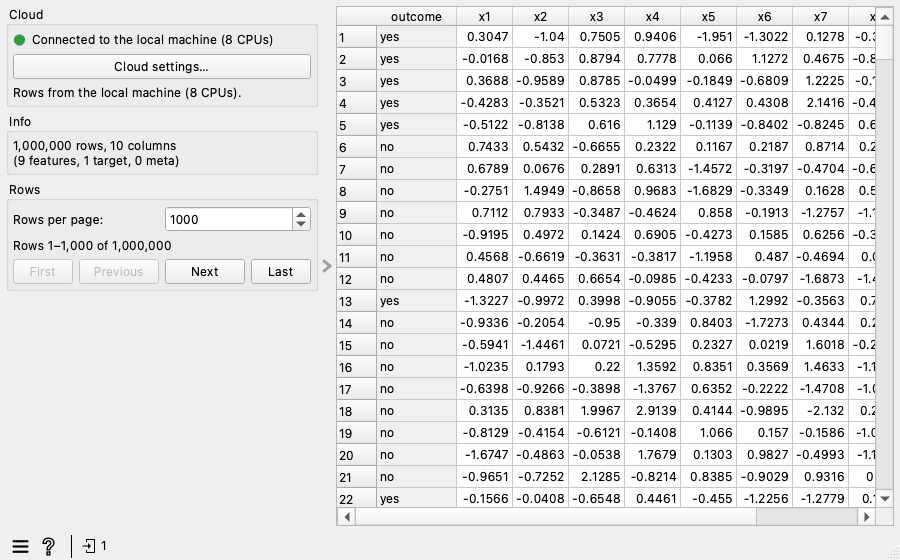 Cloud
Connected to the local machine (8 CPUs)
Cloud settings...
Rows from the local machine (8 CPUs).
Info
1,000,000 rows, 10 columns
(9 features, 1 target, 0 meta)
Rows
Rows per page: 1000
Rows 1–1,000 of 1,000,000
First Previous Next Last
outcome x1 x2 x3 x4 x5 x6 x7
1 yes 0.3047 -1.04 0.7505 0.9406 -1.951 -1.3022 0.1278
2 yes -0.0168 -0.853 0.8794 0.7778 0.066 1.1272 0.4675
3 yes 0.3688 -0.9589 0.8785 -0.0499 -0.1849 -0.6809 1.2225
4 yes -0.4283 -0.3521 0.5323 0.3654 0.4127 0.4308 2.1416
5 yes -0.5122 -0.8138 0.616 1.129 -0.1139 -0.8402 -0.8245
6 no 0.7433 0.5432 -0.6655 0.2322 0.1167 0.2187 0.8714
7 no 0.6789 0.0676 0.2891 0.6313 -1.4572 -0.3197 -0.4704
8 no -0.2751 1.4949 -0.8658 0.9683 -1.6829 -0.3349 0.1628
9 no 0.7112 0.7933 -0.3487 -0.4624 0.858 -0.1913 -1.2757
10 no -0.9195 0.4972 0.1424 0.6905 -0.4273 0.1585 0.6256
11 no 0.4568 -0.6619 -0.3631 -0.3817 -1.1958 0.487 -0.4694
12 no 0.4807 0.4465 0.6654 -0.0985 -0.4233 -0.0797 -1.6873
13 yes -1.3227 -0.9972 0.3998 -0.9055 -0.3782 1.2992 -0.3563
14 no -0.9336 -0.2054 -0.95 -0.339 0.8403 -1.7273 0.4344
15 no -0.5941 -1.4461 0.0721 -0.5295 0.2327 0.0219 1.6018
16 no -1.0235 0.1793 0.22 1.3592 0.8351 0.3569 1.4633
17 no -0.6398 -0.9266 -0.3898 -1.3767 0.6352 -0.2222 -1.4708
18 no 0.3135 0.8381 1.9967 2.9139 0.4144 -0.9895 -2.132
19 no -0.8129 -0.4154 -0.6121 -0.1408 1.066 0.157 -0.1586
20 no -1.6747 -0.4863 -0.0538 1.7679 0.1303 0.9827 -0.4993
21 no -0.9651 -0.7252 2.1285 -0.8214 0.8385 -0.9029 0.9316
22 yes -0.1566 -0.0408 -0.6548 0.4461 -0.455 -1.2256 -1.2779
1